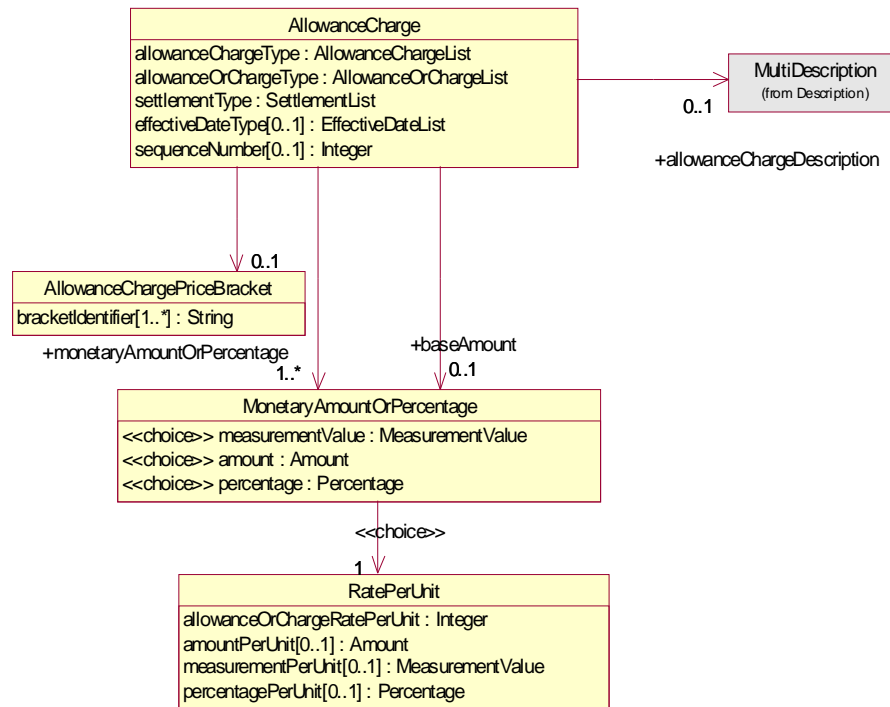 AllowanceCharge
allowanceChargeType : AllowanceChargeList
allowanceOrChargeType : AllowanceOrChargeList
settlementType : SettlementList
effectiveDateType[0..1] : EffectiveDateList
sequenceNumber[0..1] : Integer
MultiDescription
(from Description)
0..1
+allowanceChargeDescription
0..1
AllowanceChargePriceBracket
bracketIdentifier[1..*] : String
+monetaryAmountOrPercentage
1..*
+baseAmount
0..1
MonetaryAmountOrPercentage
<<choice>> measurementValue : MeasurementValue
<<choice>> amount : Amount
<<choice>> percentage : Percentage
<<choice>>
1
RatePerUnit
allowanceOrChargeRatePerUnit : Integer
amountPerUnit[0..1] : Amount
measurementPerUnit[0..1] : MeasurementValue
percentagePerUnit[0..1] : Percentage